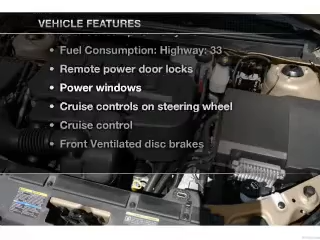 VEHICLE FEATURES
• Fuel Consumption: Highway: 33
• Remote power door locks
• Power windows
• Cruise controls on steering wheel
• Cruise control
• Front Ventilated disc brakes